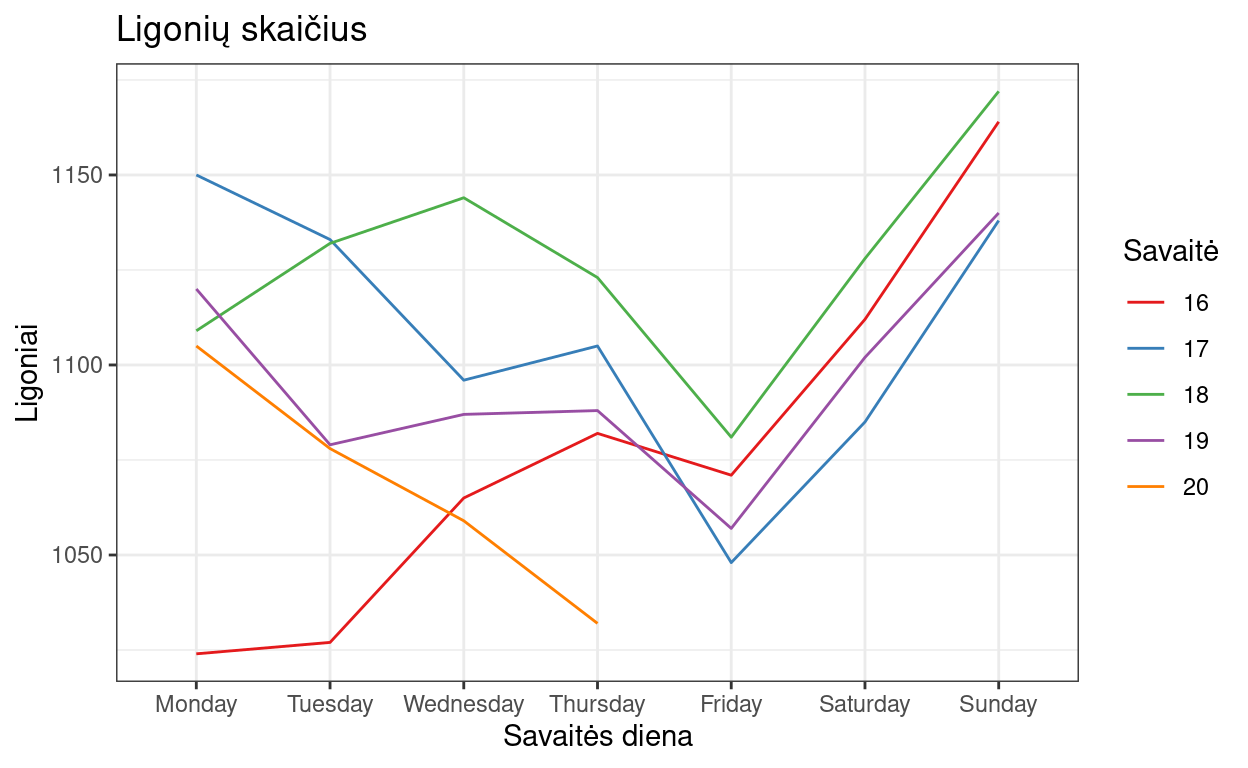 Ligonių skaičius
Ligoniai
1150
1100
1050
Monday Tuesday Wednesday Thursday Friday Saturday Sunday
Savaitės diena
Savaitė
16
17
18
19
20